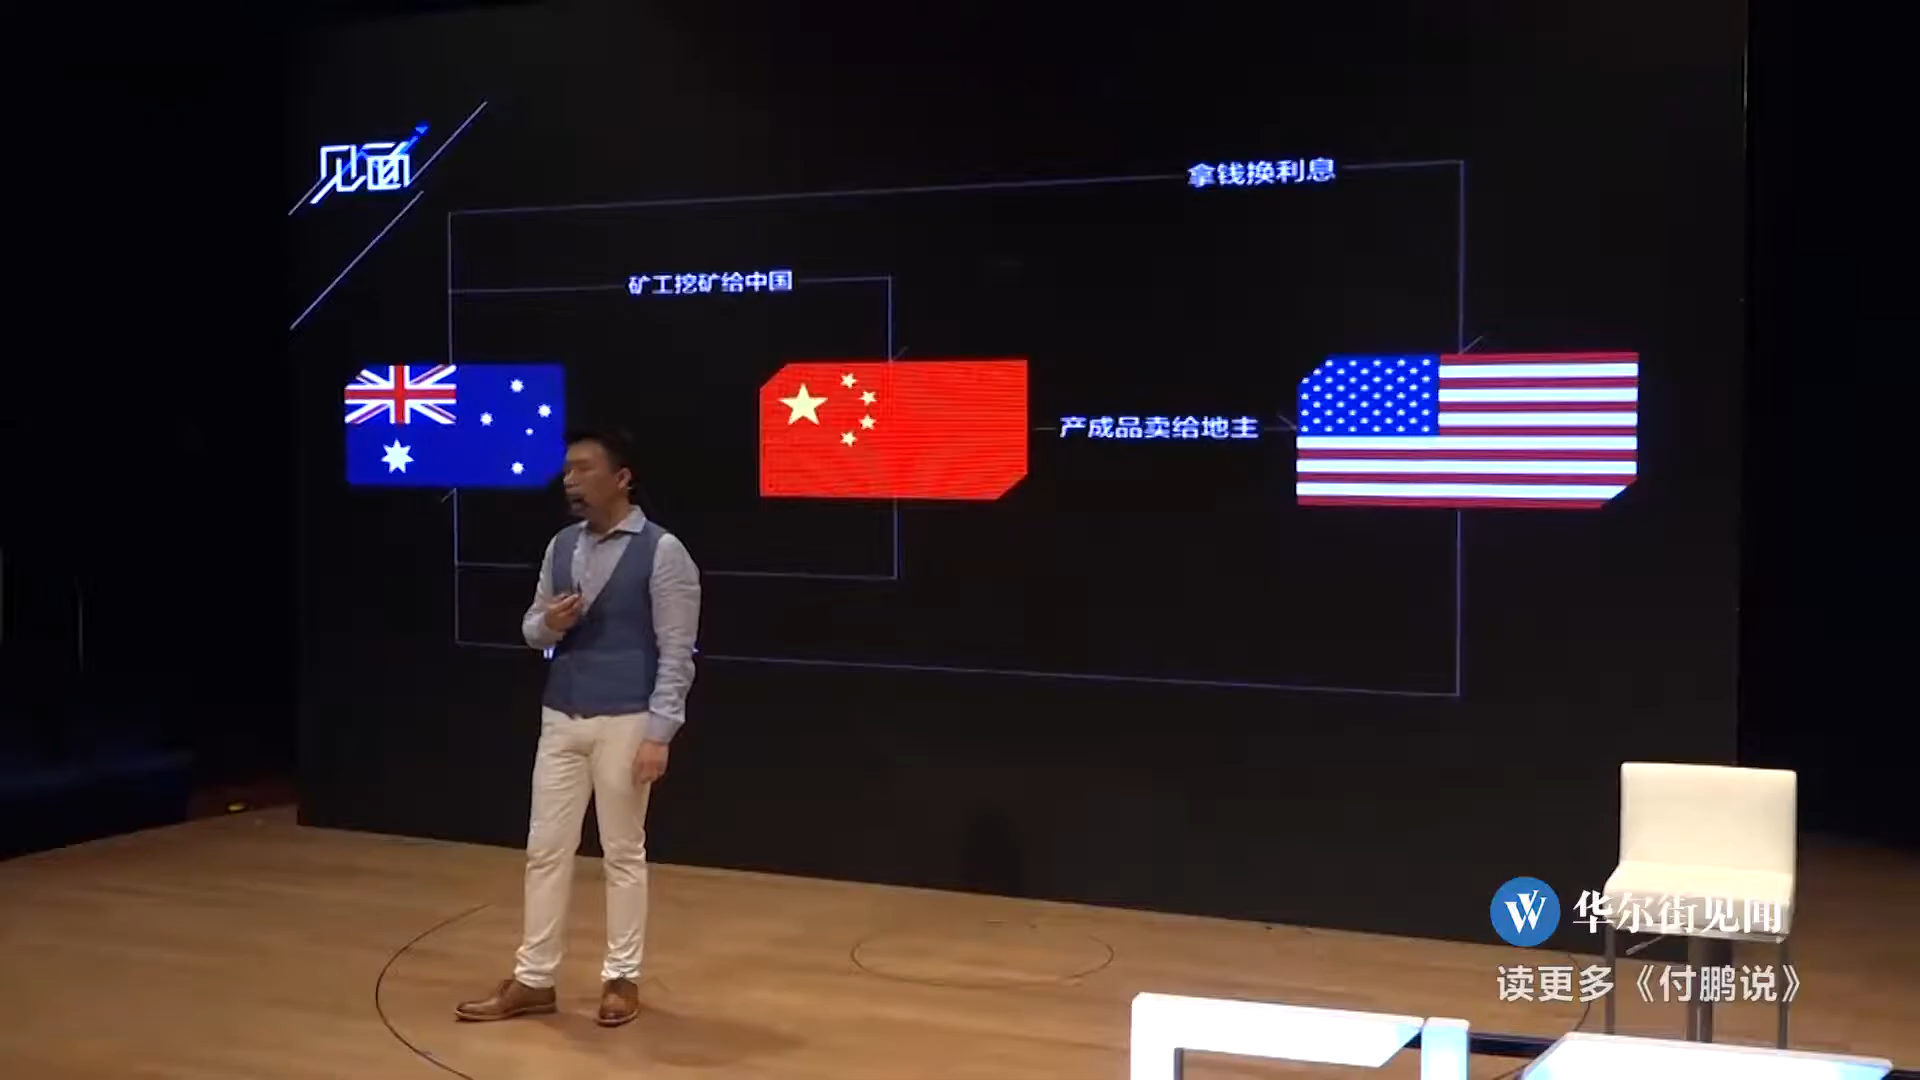 见面
拿钱换利息
矿工挖矿给中国
产成品卖给地主
华尔街见闻
读更多《付鹏说》